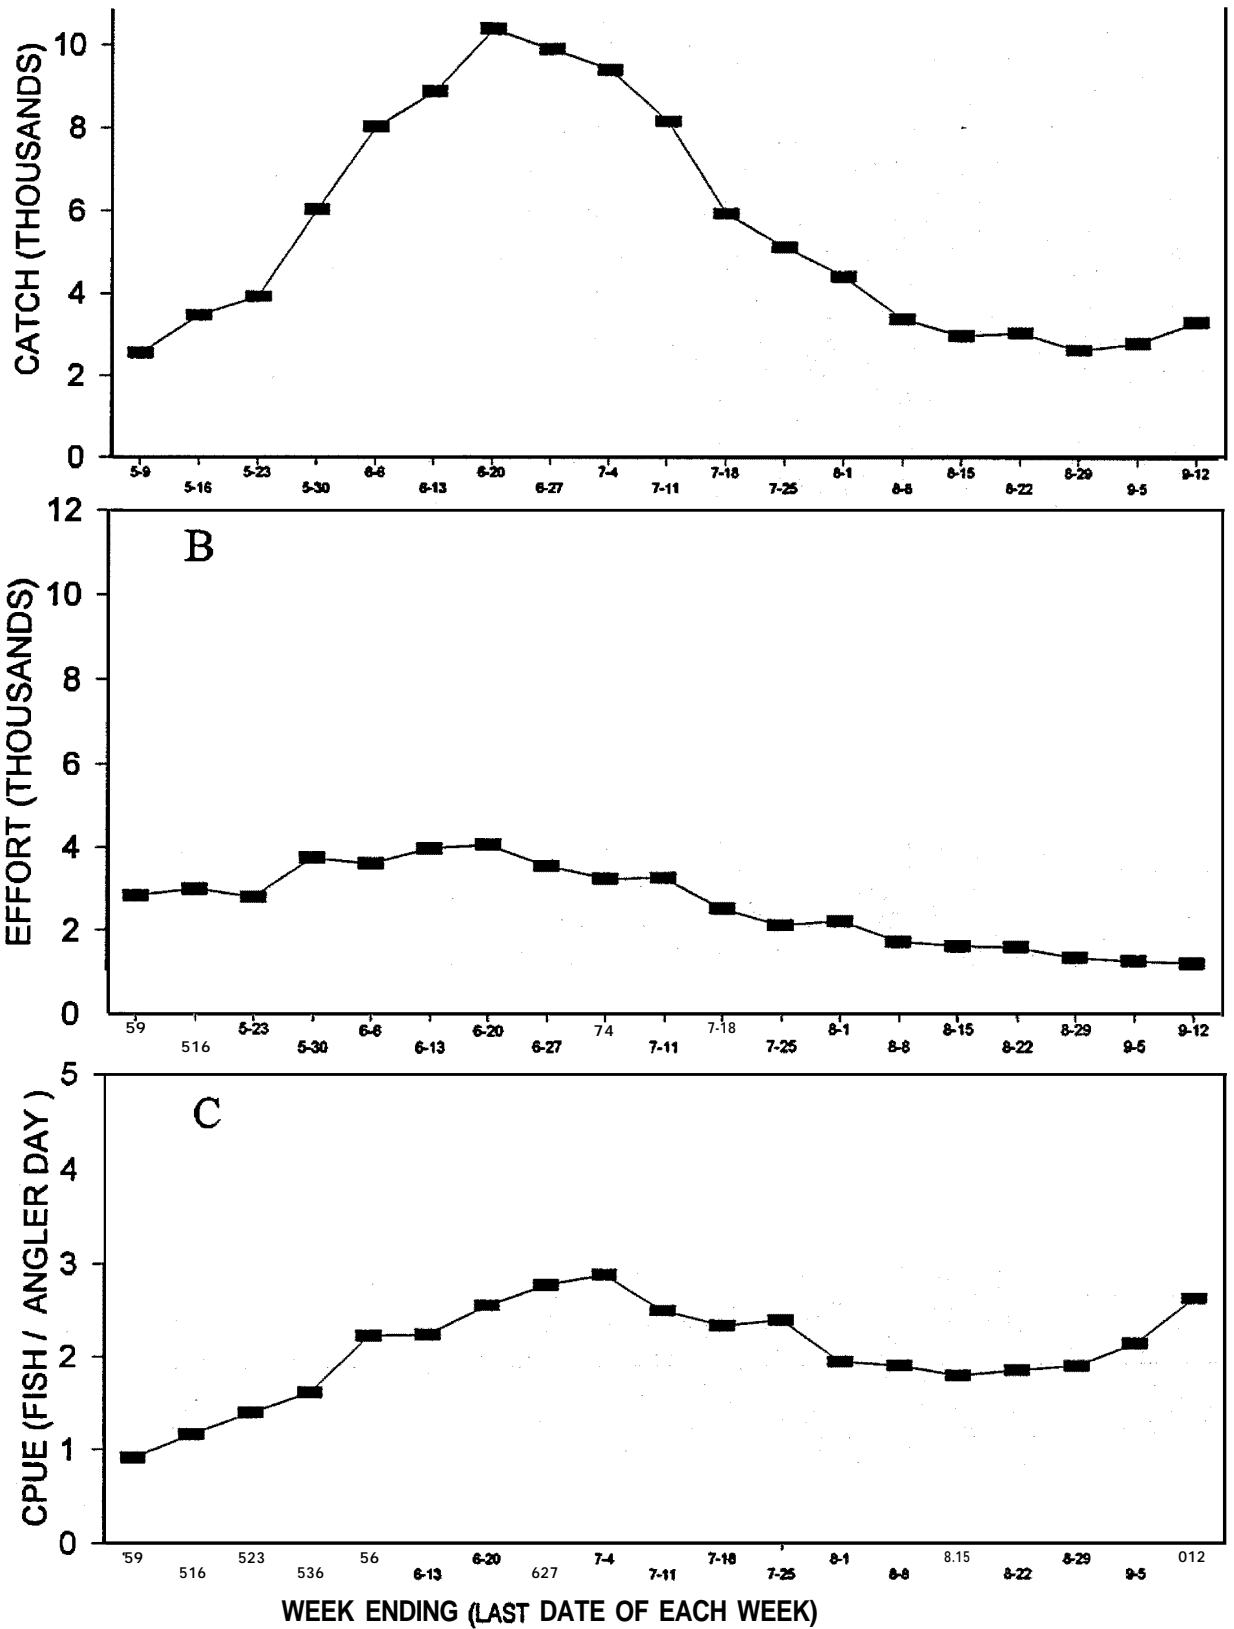 CATCH (THOUSANDS)
10
8
6
4
2
0
5-9 5-23 6-6 6-20 7-4 7-18 8-1 8-15 8-29 9-12
5-16 5-30 6-13 6-27 7-11 7-25 8-8 8-22 9-5
B
EFFORT (THOUSANDS)
12
10
8
6
4
2
0
59 5-23 6-6 6-20 74 7-18 8-1 8-15 8-29 9-12
516 5-30 6-13 6-27 7-11 7-25 8-8 8-22 9-5
C
CPUE (FISH / ANGLER DAY )
5
4
3
2
1
0
'59 523 56 6-20 7-4 7-18 8-1 8.15 8-29 012
516 536 6-13 627 7-11 7-25 8-8 8-22 9-5
WEEK ENDING (LAST DATE OF EACH WEEK)